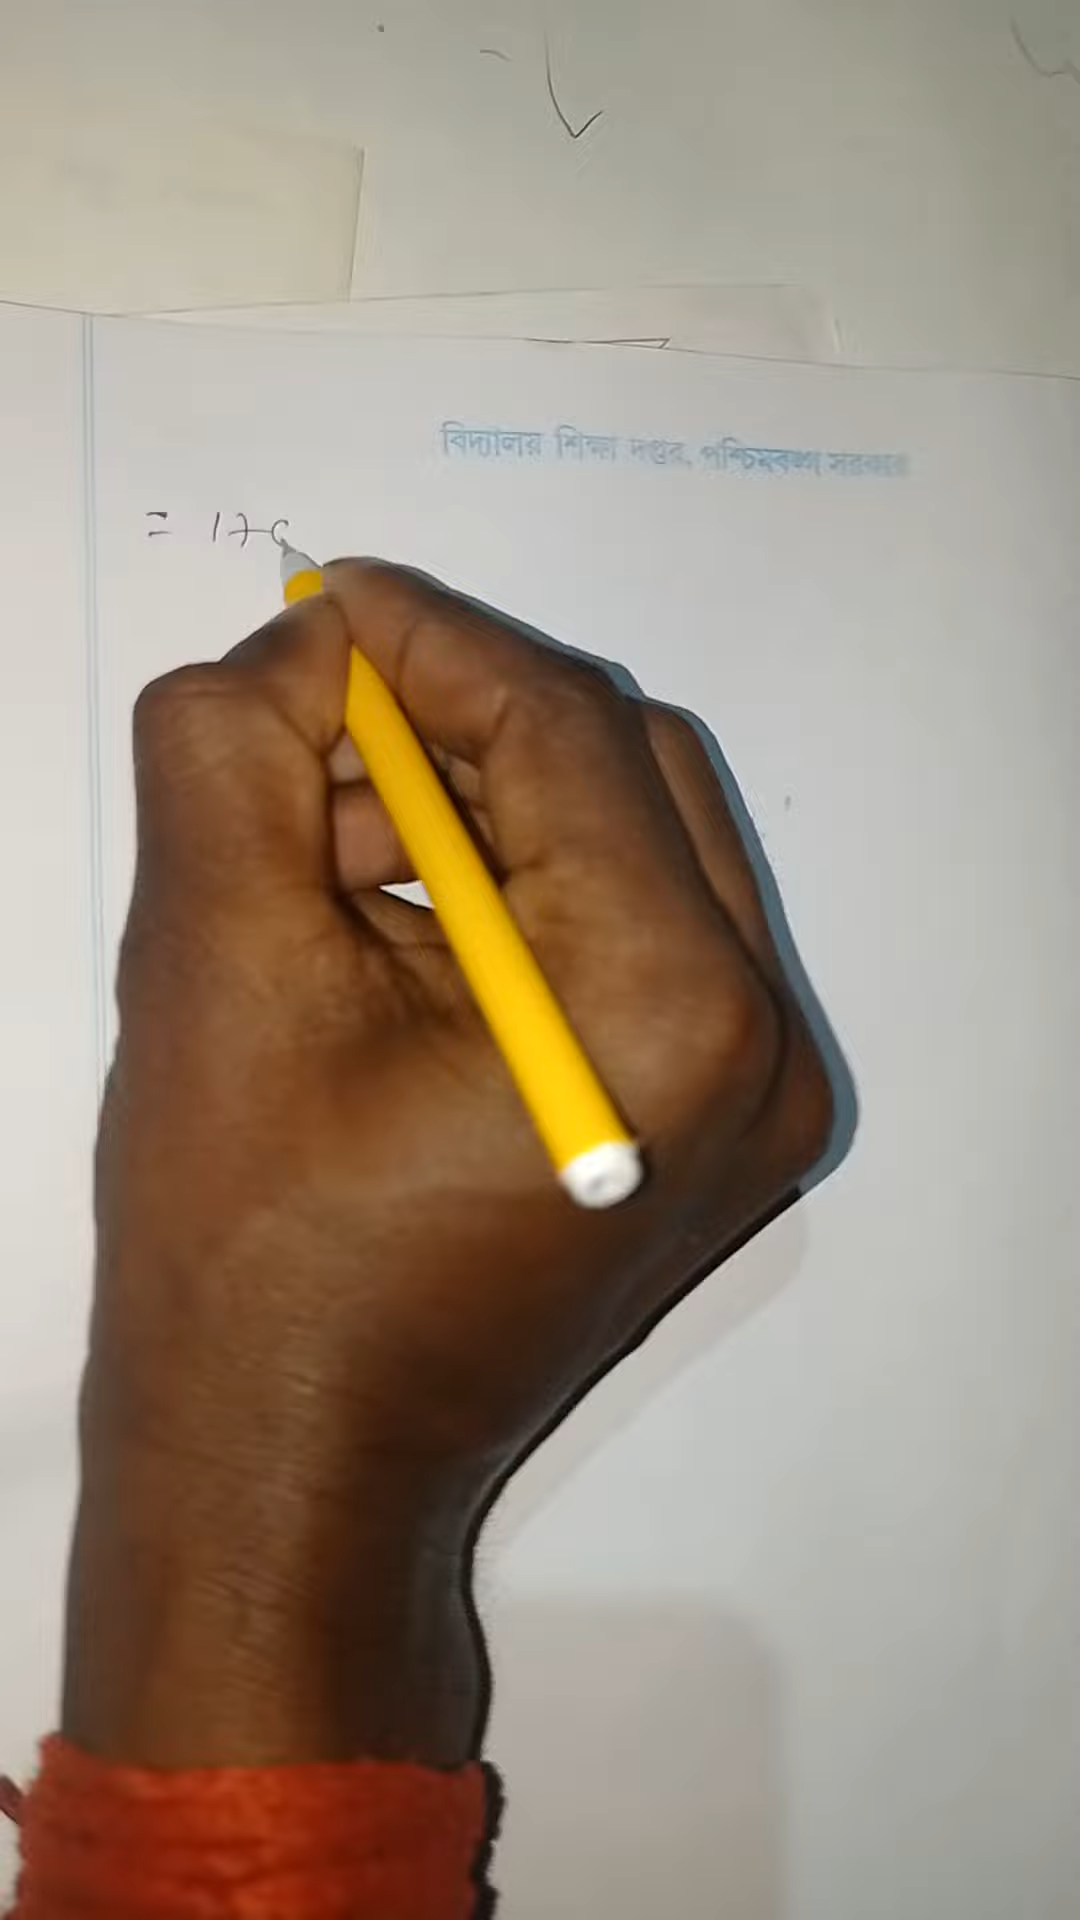 বিদ্যালয় শিক্ষা দপ্তর, পশ্চিমবঙ্গ সরকার
= 170